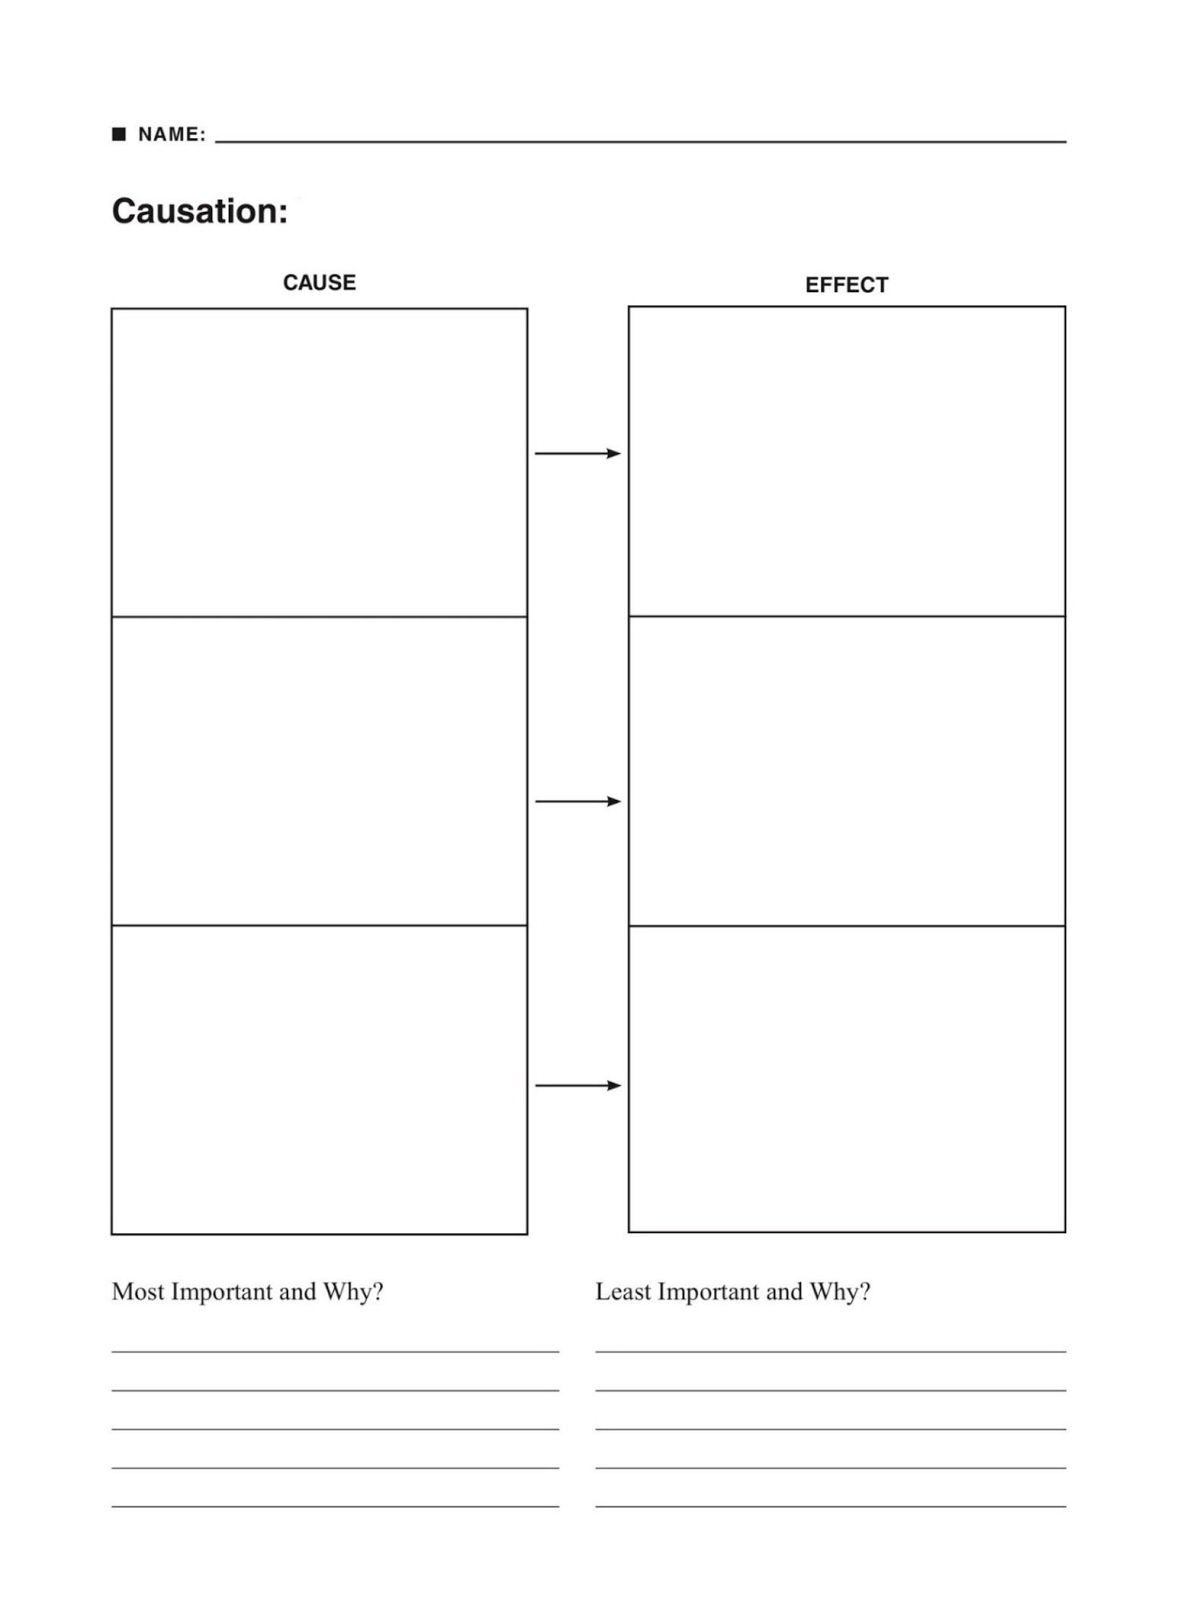 ■ NAME:
Causation:
CAUSE
EFFECT
Most Important and Why?
Least Important and Why?